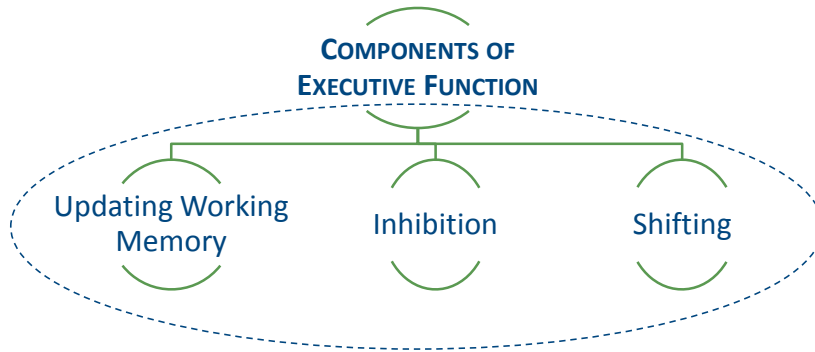 COMPONENTS OF
EXECUTIVE FUNCTION
Updating Working
Memory
Inhibition
Shifting